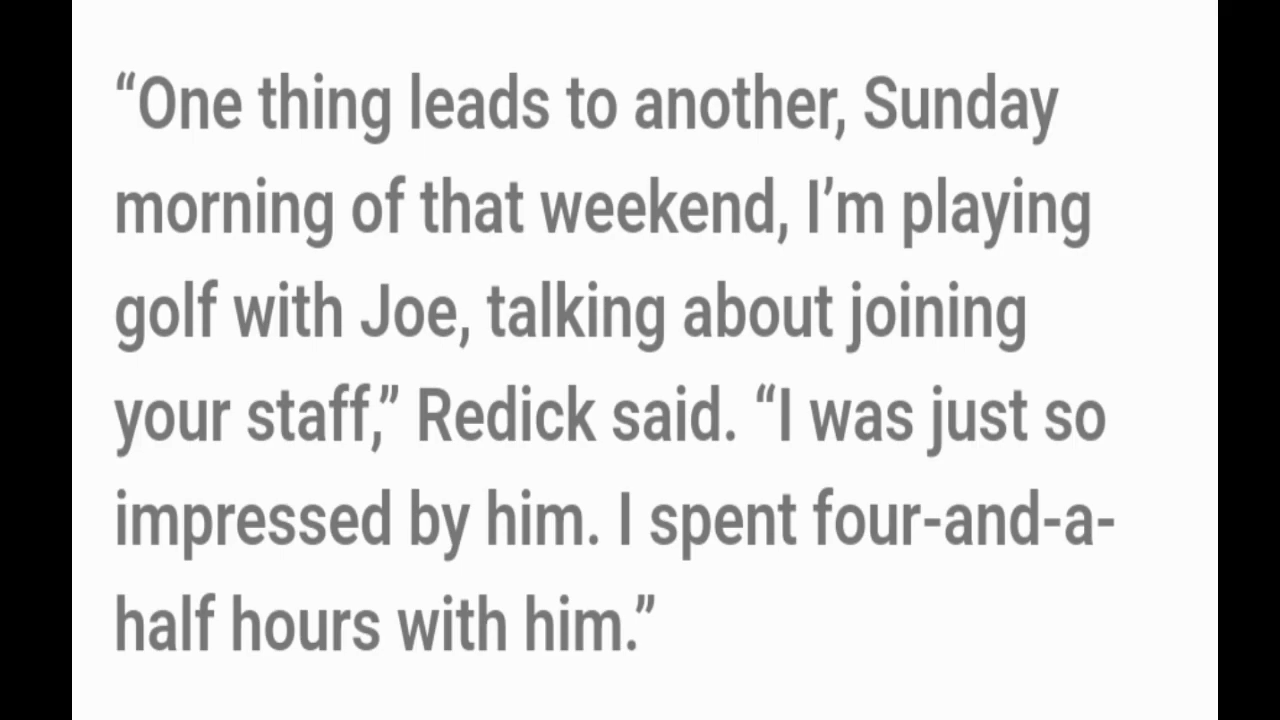 “One thing leads to another, Sunday
morning of that weekend, I’m playing
golf with Joe, talking about joining
your staff,” Redick said. “I was just so
impressed by him. I spent four-and-a-
half hours with him.”